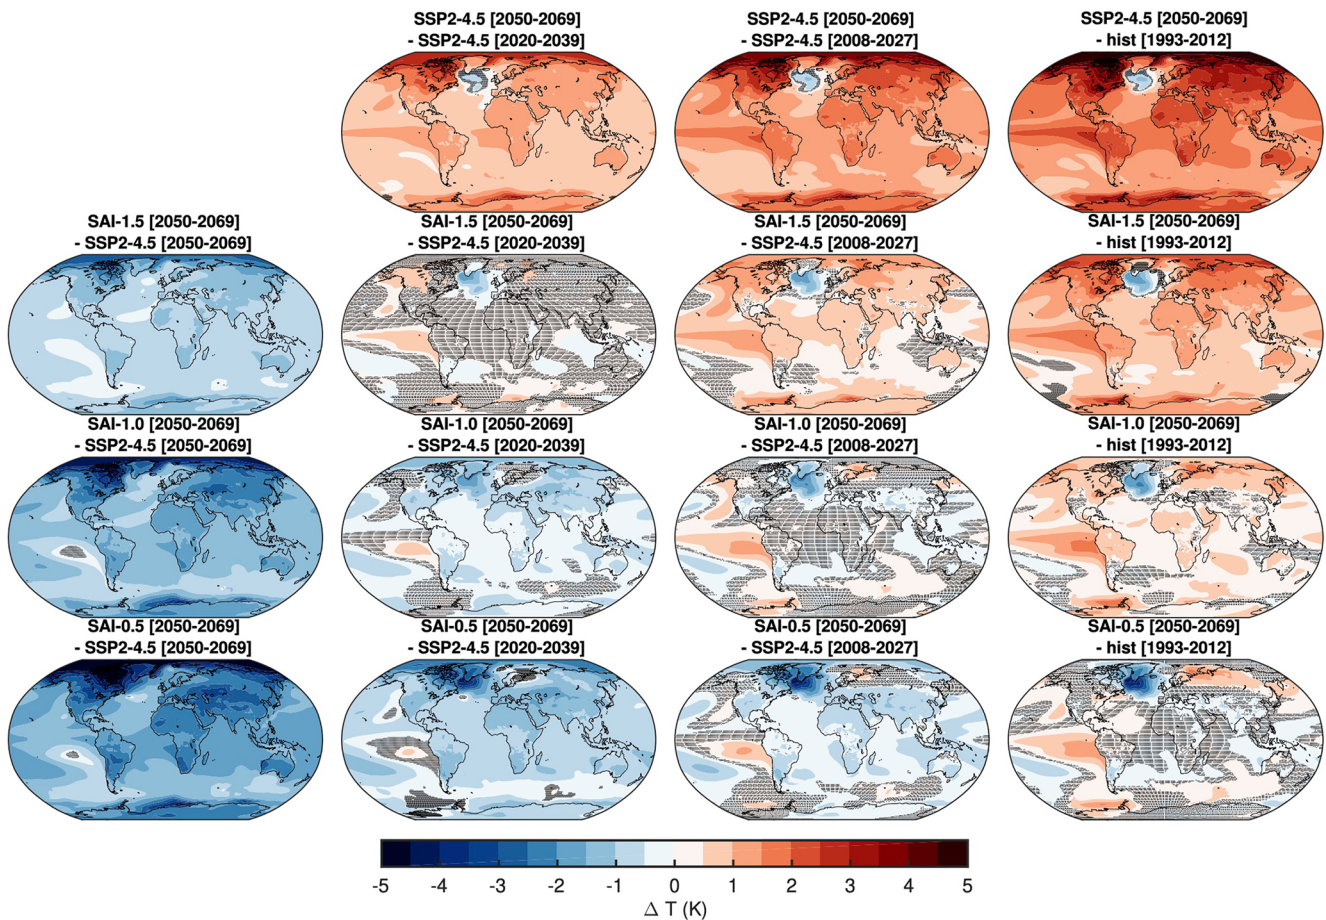 SSP2-4.5 [2050-2069]
- SSP2-4.5 [2020-2039]
SSP2-4.5 [2050-2069]
- SSP2-4.5 [2008-2027]
SSP2-4.5 [2050-2069]
- hist [1993-2012]
SAI-1.5 [2050-2069]
- SSP2-4.5 [2050-2069]
SAI-1.5 [2050-2069]
- SSP2-4.5 [2020-2039]
SAI-1.5 [2050-2069]
- SSP2-4.5 [2008-2027]
SAI-1.5 [2050-2069]
- hist [1993-2012]
SAI-1.0 [2050-2069]
- SSP2-4.5 [2050-2069]
SAI-1.0 [2050-2069]
- SSP2-4.5 [2020-2039]
SAI-1.0 [2050-2069]
- SSP2-4.5 [2008-2027]
SAI-1.0 [2050-2069]
- hist [1993-2012]
SAI-0.5 [2050-2069]
- SSP2-4.5 [2050-2069]
SAI-0.5 [2050-2069]
- SSP2-4.5 [2020-2039]
SAI-0.5 [2050-2069]
- SSP2-4.5 [2008-2027]
SAI-0.5 [2050-2069]
- hist [1993-2012]
-5 -4 -3 -2 -1 0 1 2 3 4 5
Δ T (K)